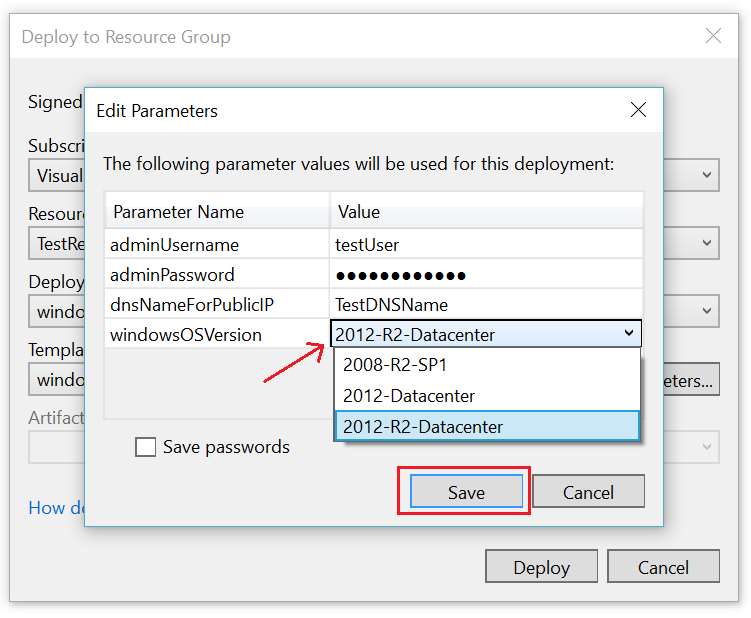 Deploy to Resource Group
Signed
Edit Parameters
Subscri
The following parameter values will be used for this deployment:
Visual
Parameter Name Value
Resour
adminUsername testUser
TestRe
adminPassword ●●●●●●●●●●●●
Deploy
dnsNameForPublicIP TestDNSName
windo
windowsOSVersion 2012-R2-Datacenter
Templa
2008-R2-SP1
windo
eters...
2012-Datacenter
Artifact
2012-R2-Datacenter
Save passwords
Save Cancel
How do
Deploy Cancel